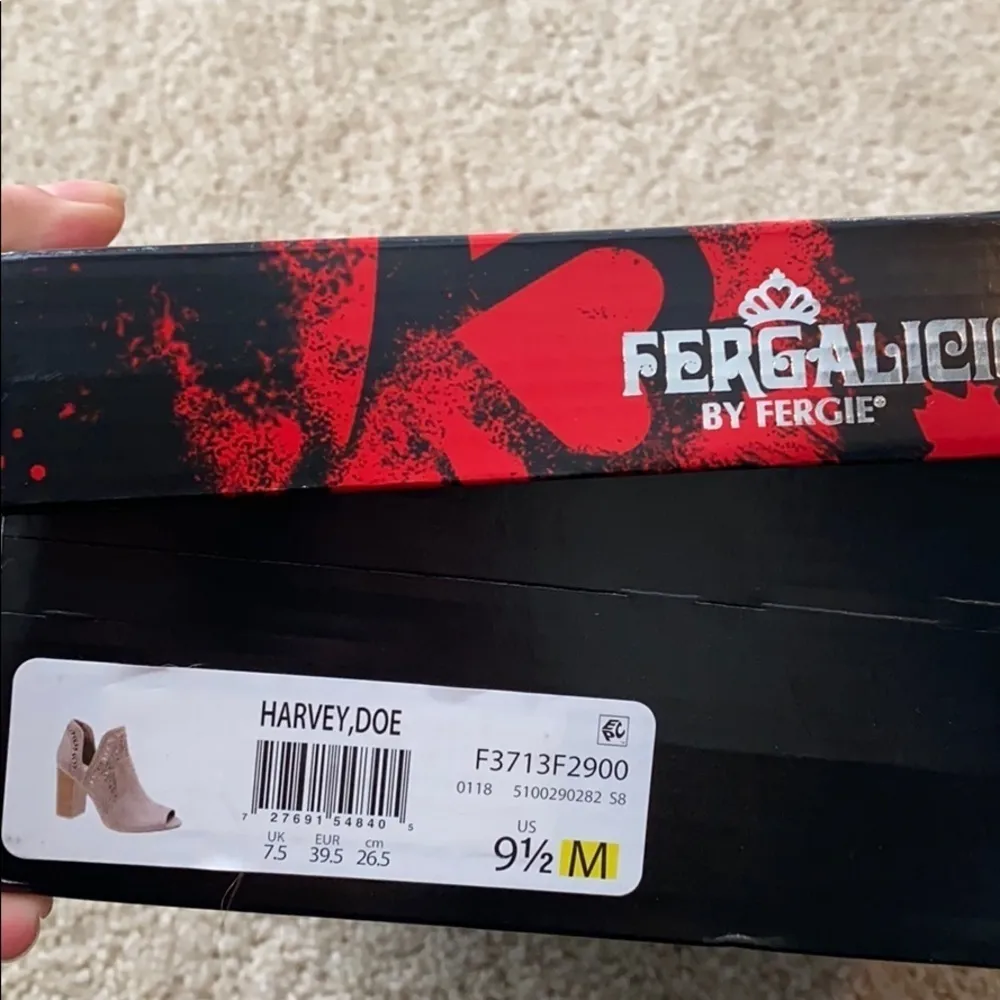 FERGALICI
BY FERGIE®
HARVEY,DOE
EPC
F3713F2900
0118 5100290282 S8
7 27691 54840 5
UK EUR cm
7.5 39.5 26.5
US
9½ M